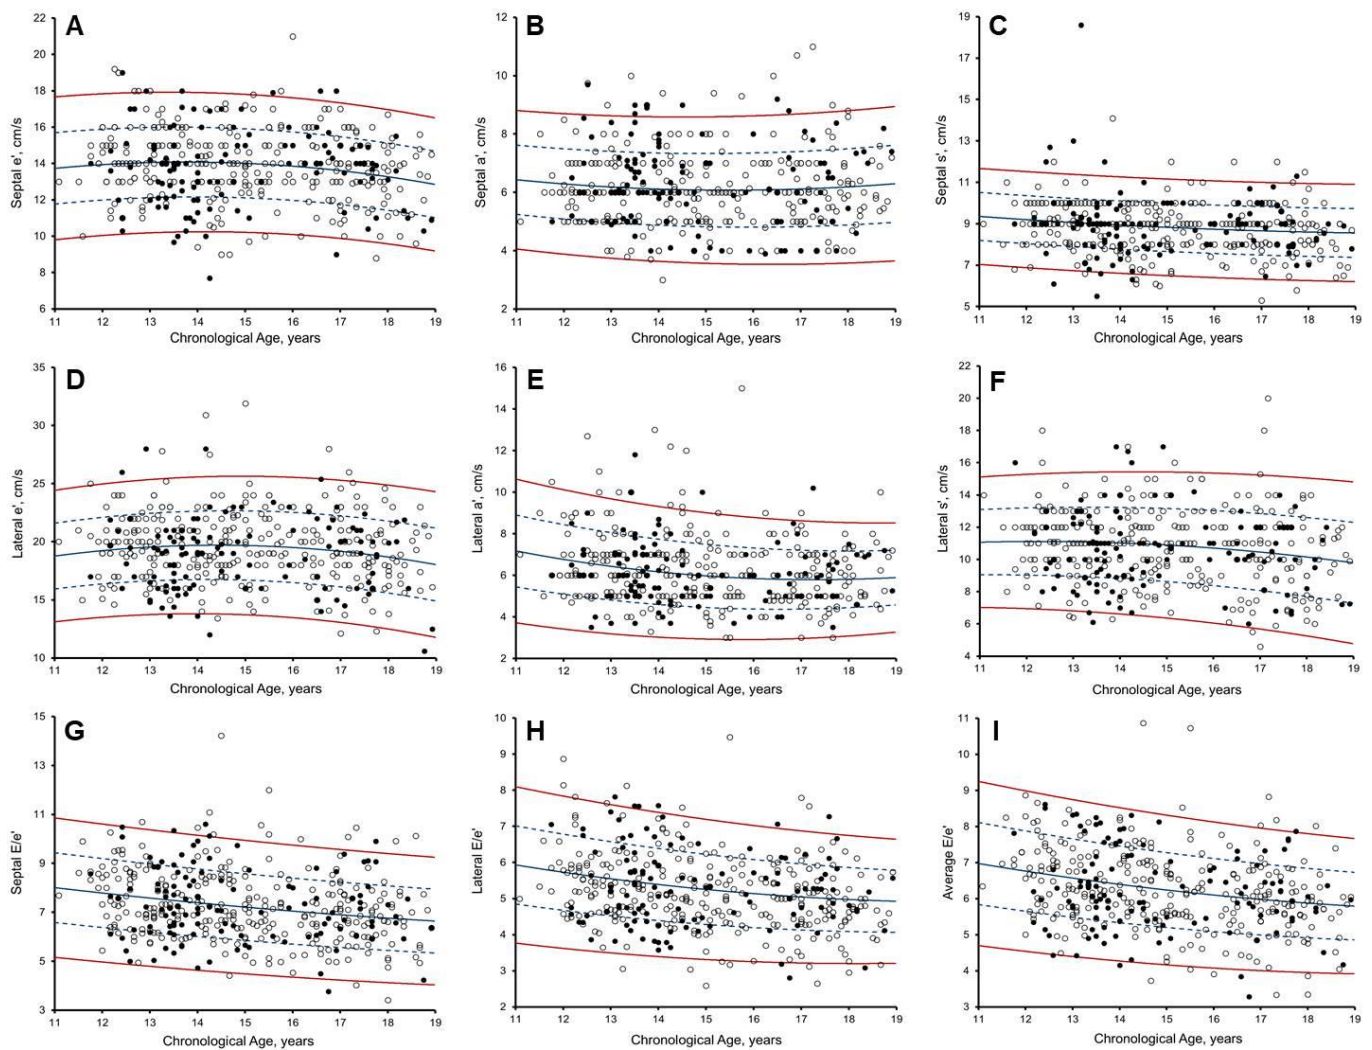 A
Septal e', cm/s
22
20
18
16
14
12
10
8
6
11 12 13 14 15 16 17 18 19
Chronological Age, years
B
Septal a', cm/s
12
10
8
6
4
2
11 12 13 14 15 16 17 18 19
Chronological Age, years
C
Septal s', cm/s
19
17
15
13
11
9
7
5
11 12 13 14 15 16 17 18 19
Chronological Age, years
D
Lateral e', cm/s
35
30
25
20
15
10
11 12 13 14 15 16 17 18 19
Chronological Age, years
E
Lateral a', cm/s
16
14
12
10
8
6
4
2
11 12 13 14 15 16 17 18 19
Chronological Age, years
F
Lateral s', cm/s
22
20
18
16
14
12
10
8
6
4
11 12 13 14 15 16 17 18 19
Chronological Age, years
G
Septal E/e'
15
13
11
9
7
5
3
11 12 13 14 15 16 17 18 19
Chronological Age, years
H
Lateral E/e'
10
9
8
7
6
5
4
3
2
11 12 13 14 15 16 17 18 19
Chronological Age, years
I
Average E/e'
11
10
9
8
7
6
5
4
3
11 12 13 14 15 16 17 18 19
Chronological Age, years